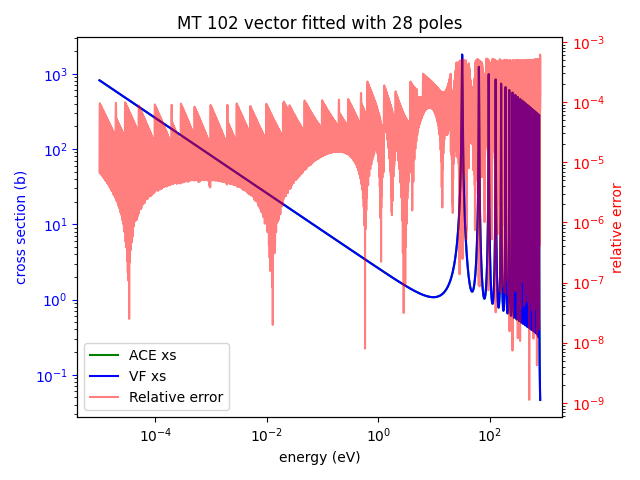 MT 102 vector fitted with 28 poles
cross section (b)
10³
10²
10¹
10⁰
10⁻¹
10⁻³
10⁻⁴
10⁻⁵
10⁻⁶
10⁻⁷
10⁻⁸
10⁻⁹
relative error
ACE xs
VF xs
Relative error
10⁻⁴ 10⁻² 10⁰ 10²
energy (eV)